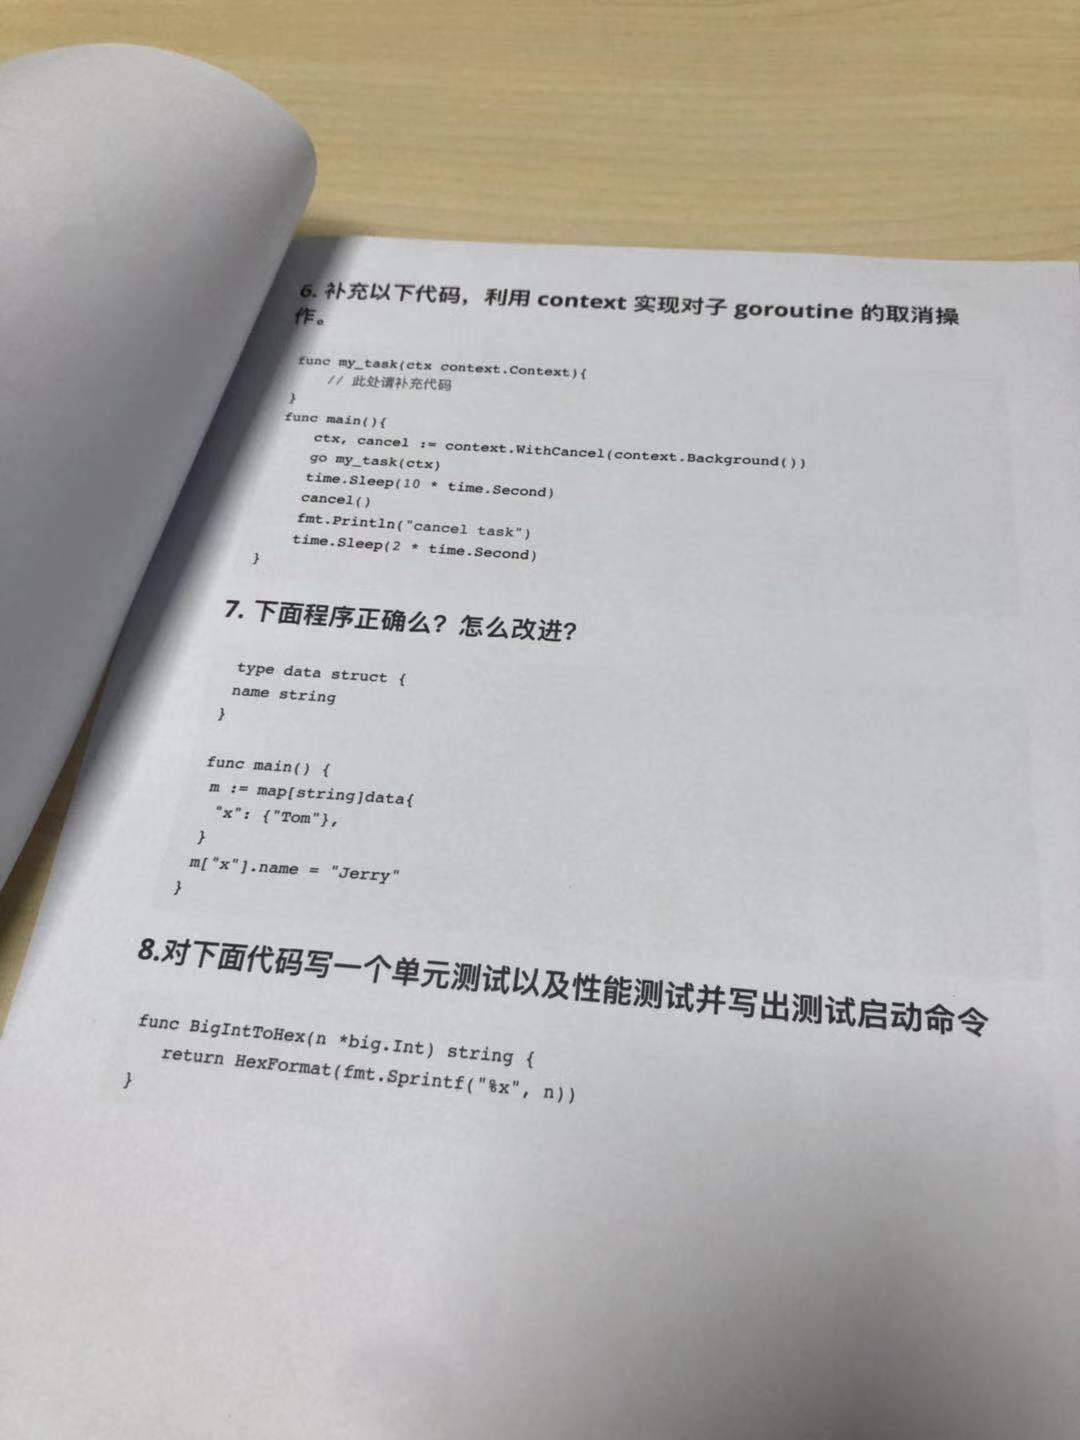 6. 补充以下代码，利用 context 实现对子 goroutine 的取消操
作。
func my_task(ctx context.Context){
// 此处请补充代码
}
func main(){
ctx, cancel := context.WithCancel(context.Background())
go my_task(ctx)
time.Sleep(10 * time.Second)
cancel()
fmt.Println("cancel task")
time.Sleep(2 * time.Second)
}
7. 下面程序正确么？怎么改进？
type data struct {
name string
}
func main() {
m := map[string]data{
"x": {"Tom"},
}
m["x"].name = "Jerry"
}
8.对下面代码写一个单元测试以及性能测试并写出测试启动命令
func BigIntToHex(n *big.Int) string {
return HexFormat(fmt.Sprintf("%x", n))
}